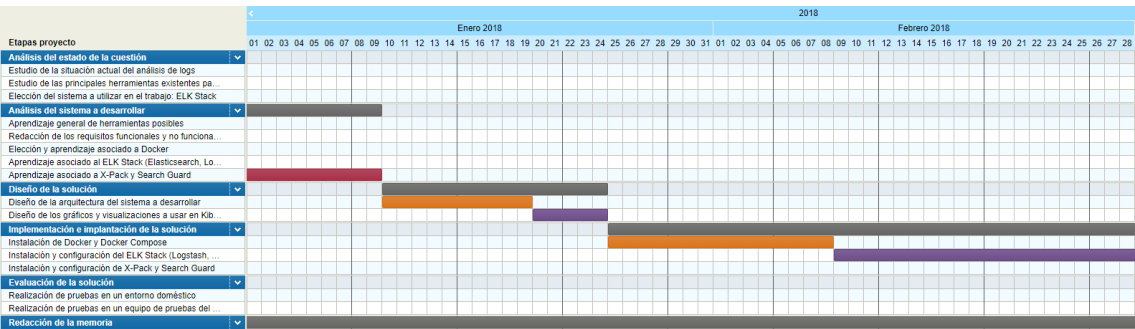 2018
Enero 2018 Febrero 2018
Etapas proyecto 01 02 03 04 05 06 07 08 09 10 11 12 13 14 15 16 17 18 19 20 21 22 23 24 25 26 27 28 29 30 31 01 02 03 04 05 06 07 08 09 10 11 12 13 14 15 16 17 18 19 20 21 22 23 24 25 26 27 28
Análisis del estado de la cuestión
Estudio de la situación actual del análisis de logs
Estudio de las principales herramientas existentes pa...
Elección del sistema a utilizar en el trabajo: ELK Stack
Análisis del sistema a desarrollar
Aprendizaje general de herramientas posibles
Redacción de los requisitos funcionales y no funciona...
Elección y aprendizaje asociado a Docker
Aprendizaje asociado al ELK Stack (Elasticsearch, Lo...
Aprendizaje asociado a X-Pack y Search Guard
Diseño de la solución
Diseño de la arquitectura del sistema a desarrollar
Diseño de los gráficos y visualizaciones a usar en Kib...
Implementación e implantación de la solución
Instalación de Docker y Docker Compose
Instalación y configuración del ELK Stack (Logstash, ...
Instalación y configuración de X-Pack y Search Guard
Evaluación de la solución
Realización de pruebas en un entorno doméstico
Realización de pruebas en un equipo de pruebas del ...
Redacción de la memoria